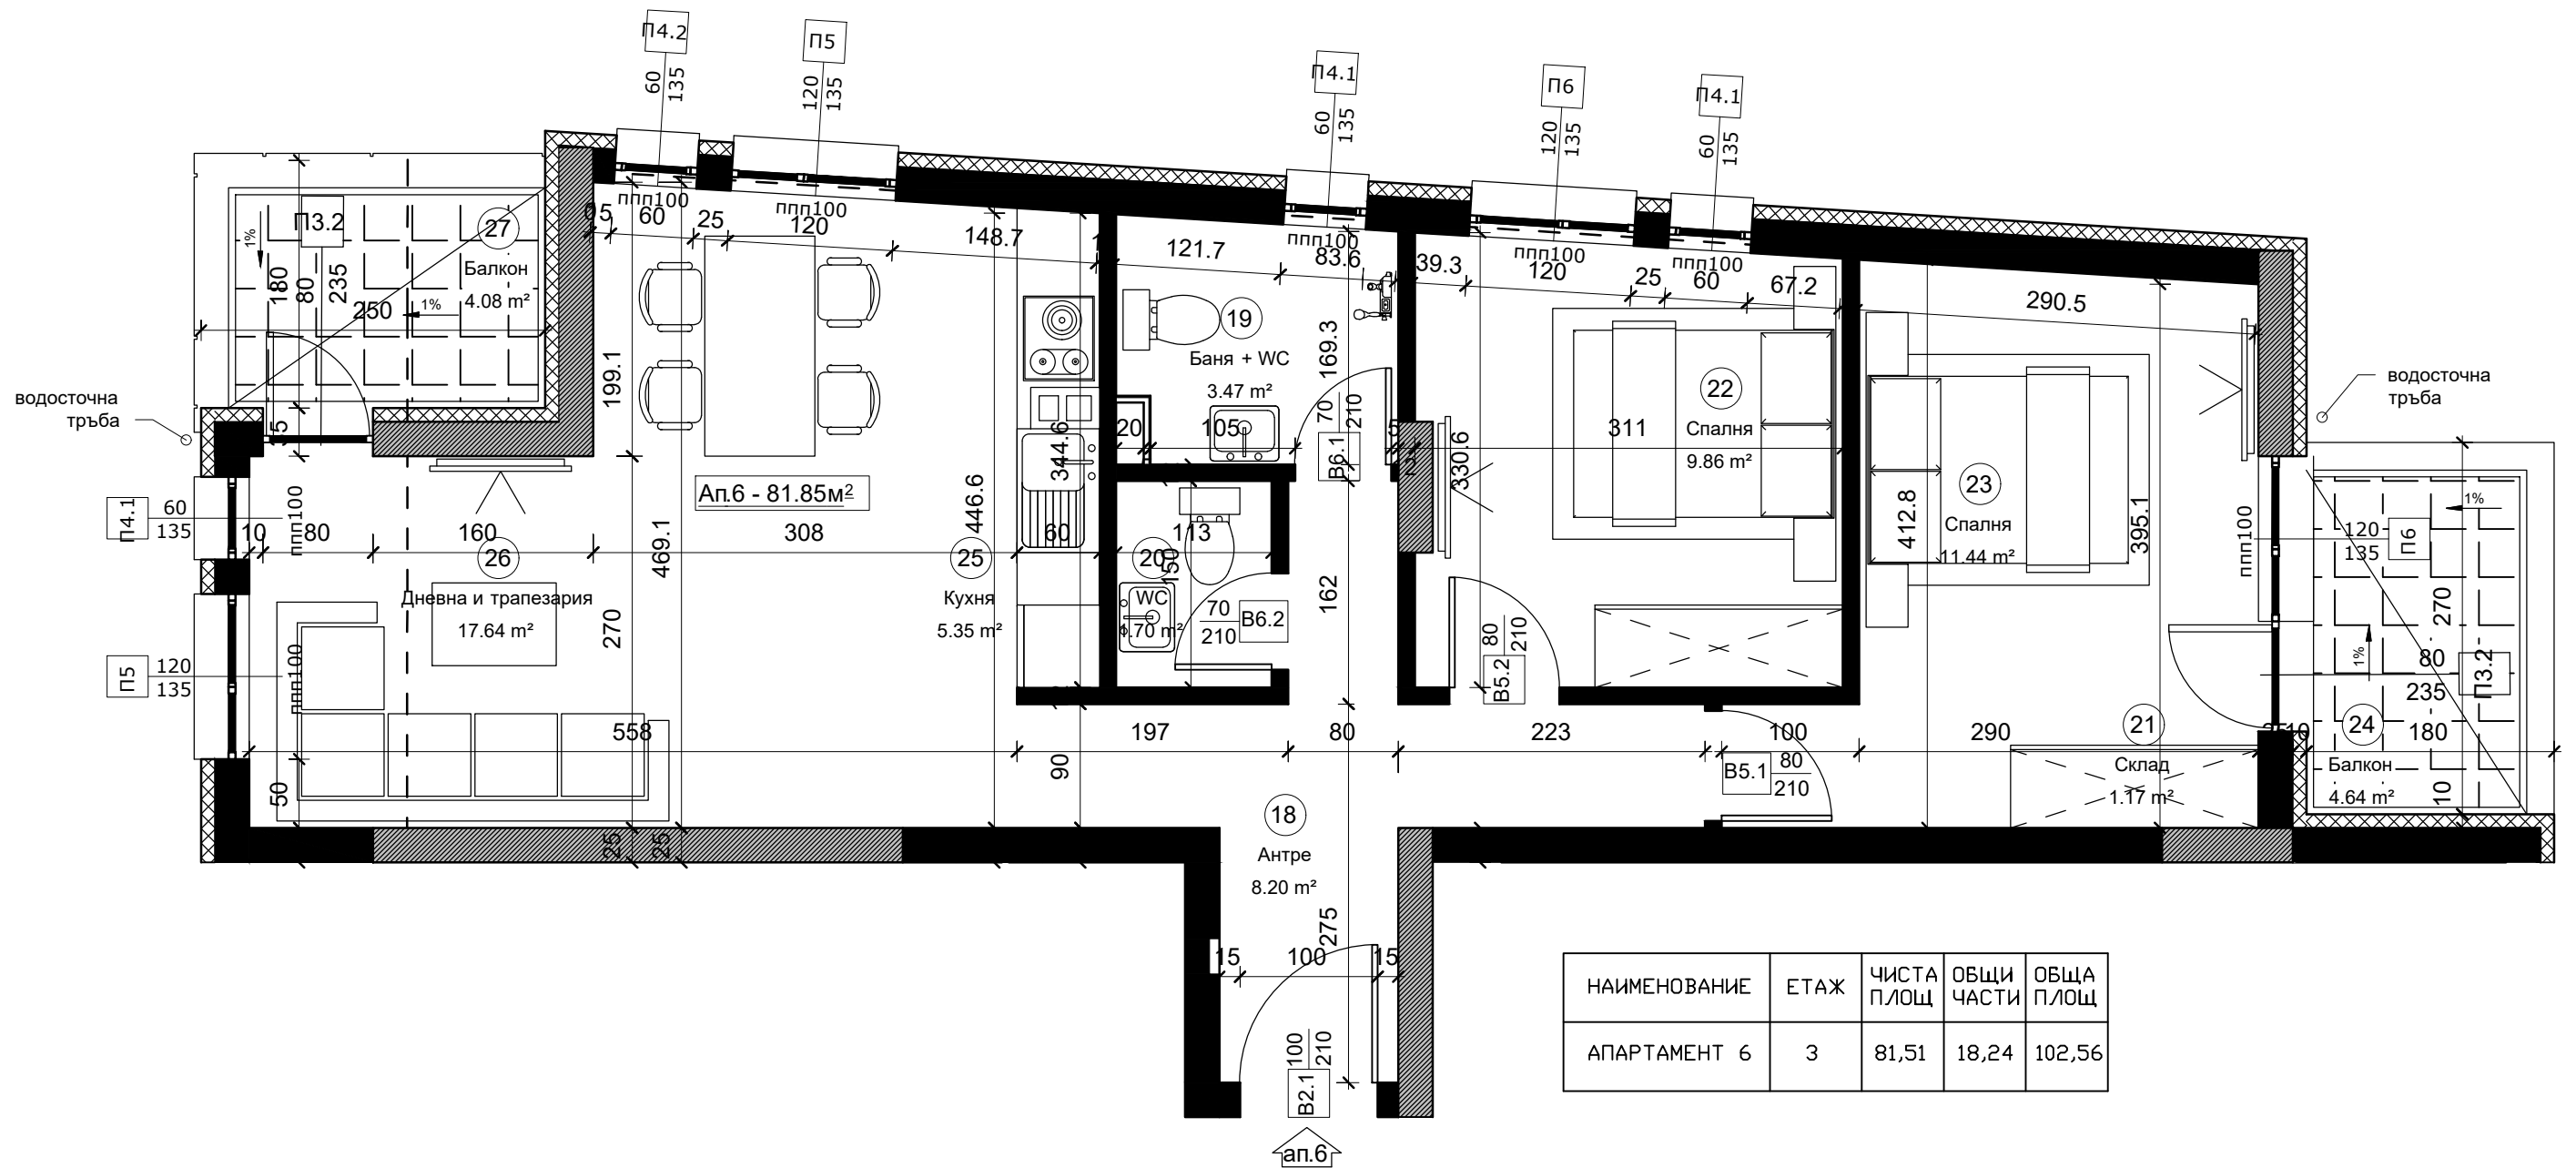 П4.2
60
135
П5
120
135
П4.1
60
135
П6
120
135
П4.1
60
135
ппп100
ппп100
ппп100
ппп100
ппп100
60
25
120
148.7
121.7
83.6
39.3
120
25
60
67.2
290.5
27
Балкон
4.08 m²
П3.2
80
235
180
250
1%
1%
водосточна
тръба
19
Баня + WC
3.47 m²
169.3
199.1
20
105
70
210
В6.1
344.6
330.6
22
Спалня
9.86 m²
311
23
Спалня
11.44 m²
412.8
395.1
водосточна
тръба
Ап.6 - 81.85м2
П4.1
60
135
ппп100
10
80
160
308
446.6
60
113
469.1
150
26
Дневна и трапезария
17.64 m²
25
Кухня
5.35 m²
20
WC
70
210
В6.2
162
80
210
В5.2
ппп100
120
135
П6
1%
270
1%
80
235
П3.2
П5
120
135
ппп100
270
558
197
80
223
100
290
10
180
50
25
25
90
В5.1
80
210
21
Склад
1.17 m²
24
Балкон
4.64 m²
10
18
Антре
8.20 m²
275
15
100
15
100
210
В2.1
ап.6
НАИМЕНОВАНИЕ ЕТАЖ ЧИСТА ПЛОЩ ОБЩИ ЧАСТИ ОБЩА ПЛОЩ
АПАРТАМЕНТ 6 3 81,51 18,24 102,56